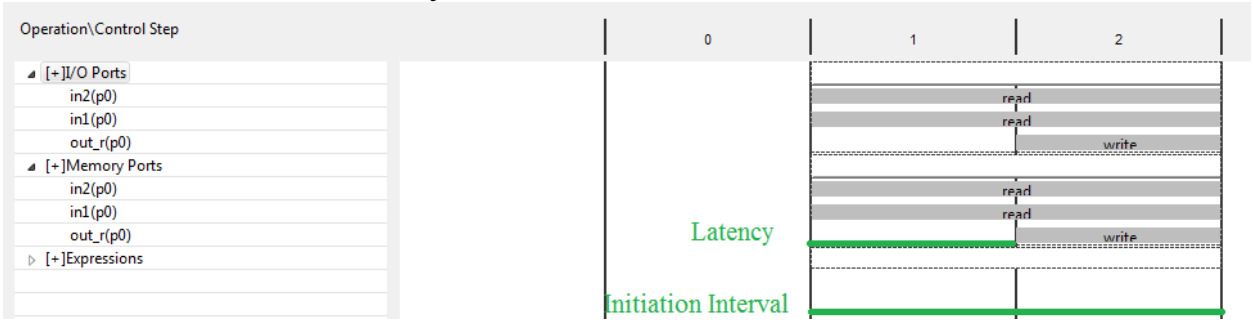 Operation\Control Step 0 1 2
[+]I/O Ports
in2(p0) read
in1(p0) read
out_r(p0) write
[+]Memory Ports
in2(p0) read
in1(p0) read
out_r(p0) Latency write
[+]Expressions
Initiation Interval